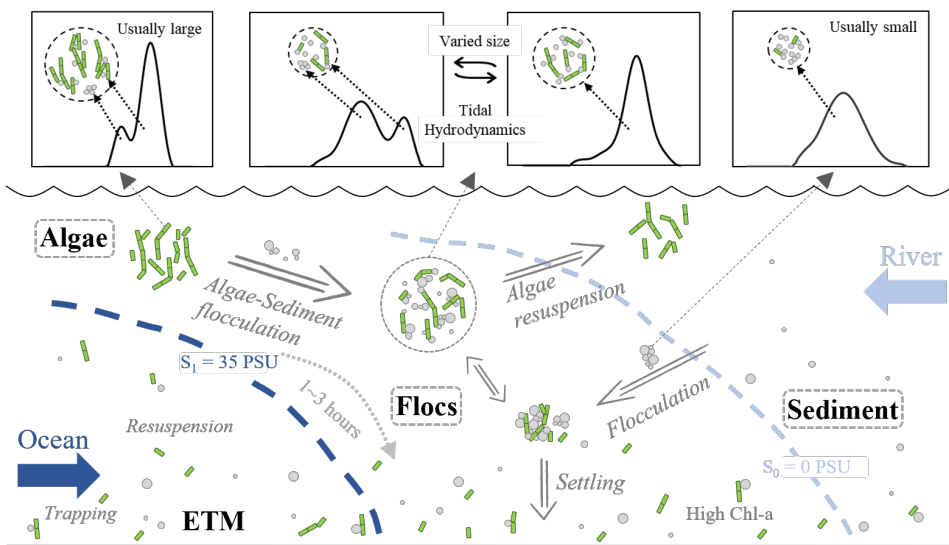 Usually large
Varied size
Tidal
Hydrodynamics
Usually small
Algae
Algae-Sediment
flocculation
Algae
resuspension
River
S₁ = 35 PSU
1~3 hours
Flocs
Flocculation
Sediment
Resuspension
Ocean
S₀ = 0 PSU
Trapping
ETM
Settling
High Chl-a